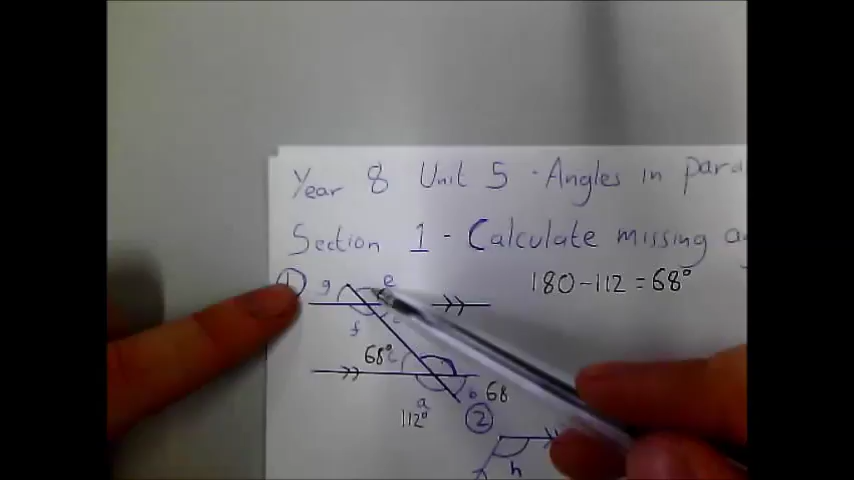 Year 8 Unit 5 - Angles in para
Section 1 - Calculate missing a
1 g e 180-112=68°
f
68° c
a b 68
112° 2
h